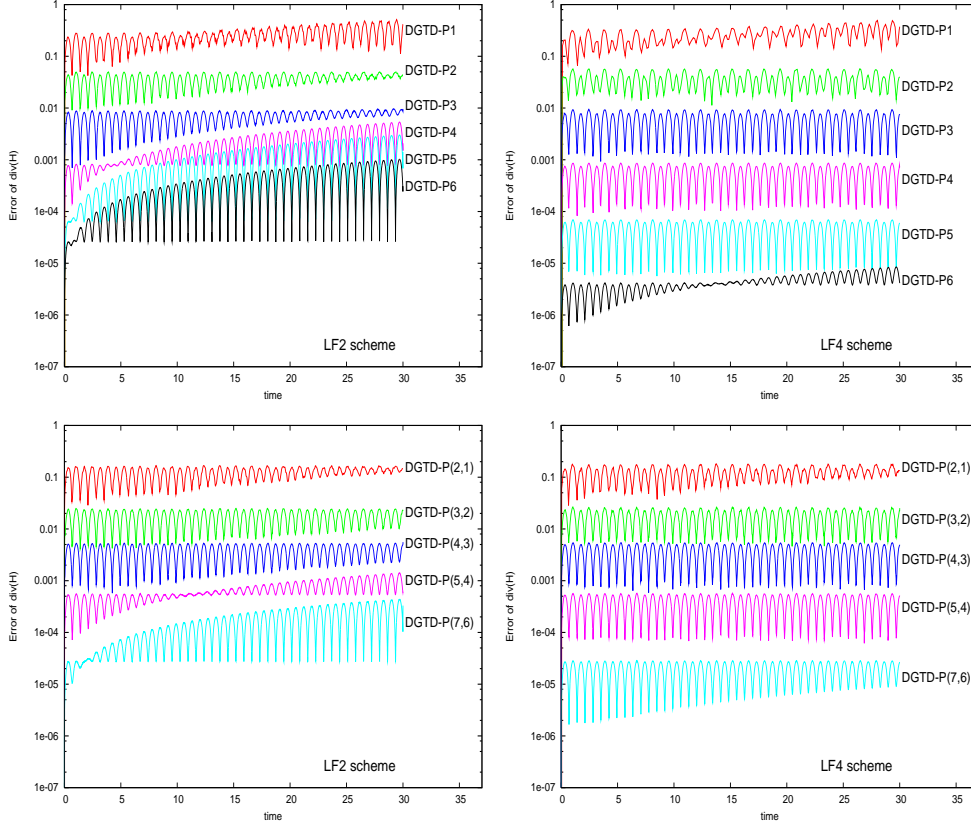 1
0.1
0.01
0.001
1e-04
1e-05
1e-06
1e-07
0
5
10
15
20
25
30
35
Error of div(H)
time
DGTD-P1
DGTD-P2
DGTD-P3
DGTD-P4
DGTD-P5
DGTD-P6
LF2 scheme
1
0.1
0.01
0.001
1e-04
1e-05
1e-06
1e-07
0
5
10
15
20
25
30
35
Error of div(H)
time
DGTD-P1
DGTD-P2
DGTD-P3
DGTD-P4
DGTD-P5
DGTD-P6
LF4 scheme
1
0.1
0.01
0.001
1e-04
1e-05
1e-06
1e-07
0
5
10
15
20
25
30
35
Error of div(H)
time
DGTD-P(2,1)
DGTD-P(3,2)
DGTD-P(4,3)
DGTD-P(5,4)
DGTD-P(7,6)
LF2 scheme
1
0.1
0.01
0.001
1e-04
1e-05
1e-06
1e-07
0
5
10
15
20
25
30
35
Error of div(H)
time
DGTD-P(2,1)
DGTD-P(3,2)
DGTD-P(4,3)
DGTD-P(5,4)
DGTD-P(7,6)
LF4 scheme